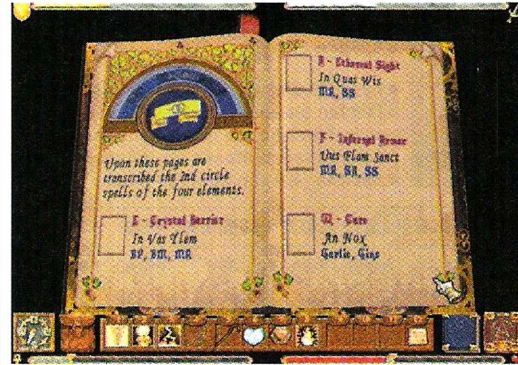 Upon these pages are
transcribed the 2nd circle
spells of the four elements.
E - Crystal Barrier
In Vas Ylem
BP, BM, MR
A - Ethereal Sight
In Quas Wis
MR, SS
F - Infernal Armor
Uus Flam Sanct
MR, SA, SS
W - Cure
An Nox
Garlic, Gins